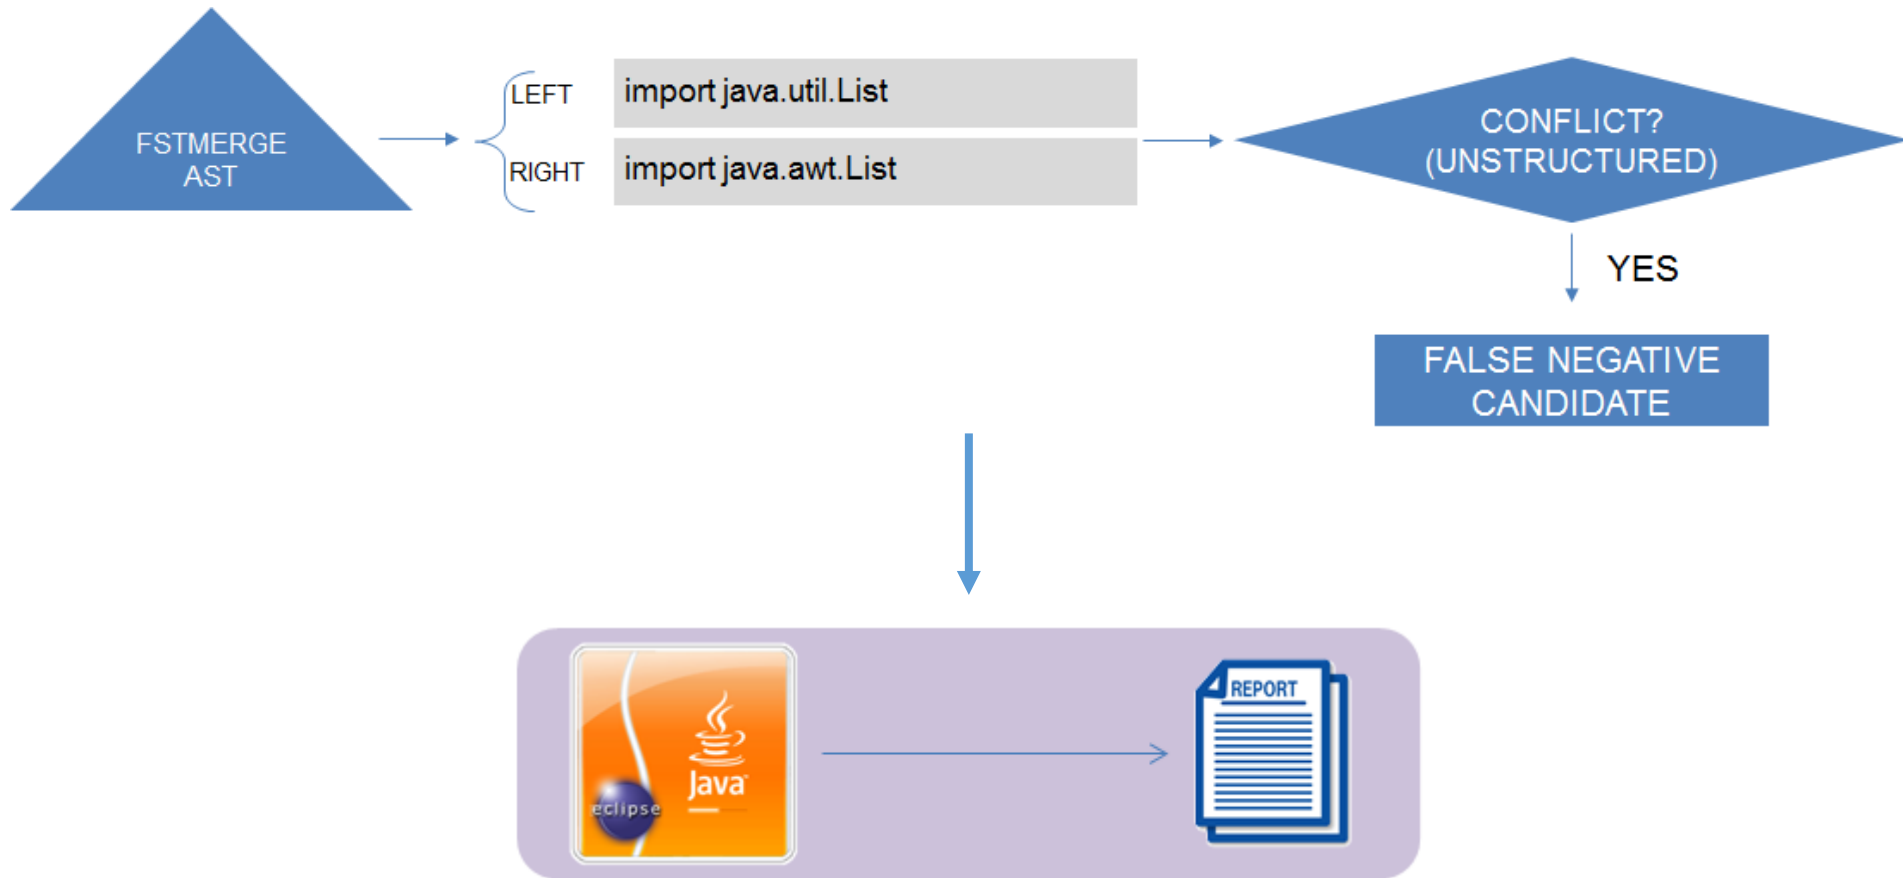 FSTMERGE
AST
LEFT
import java.util.List
RIGHT
import java.awt.List
CONFLICT?
(UNSTRUCTURED)
YES
FALSE NEGATIVE
CANDIDATE
Java
eclipse
REPORT